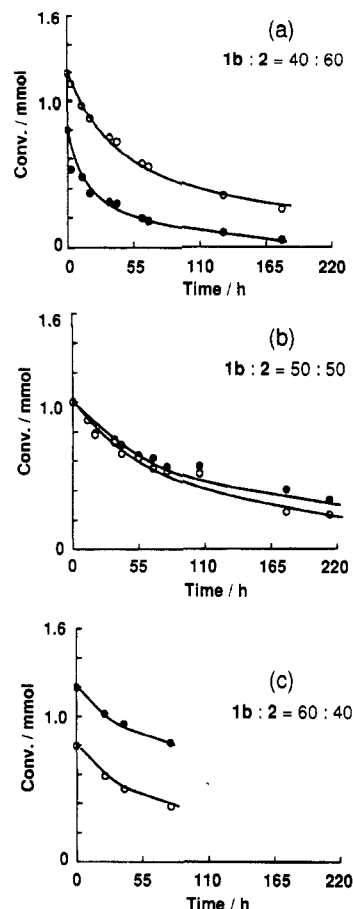 (a)
1b : 2 = 40 : 60
1.6
1.0
0
Conv. / mmol
0 55 110 165 220
Time / h
(b)
1b : 2 = 50 : 50
1.6
1.0
0
Conv. / mmol
0 55 110 165 220
Time / h
(c)
1b : 2 = 60 : 40
1.6
1.0
0
Conv. / mmol
0 55 110 165 220
Time / h